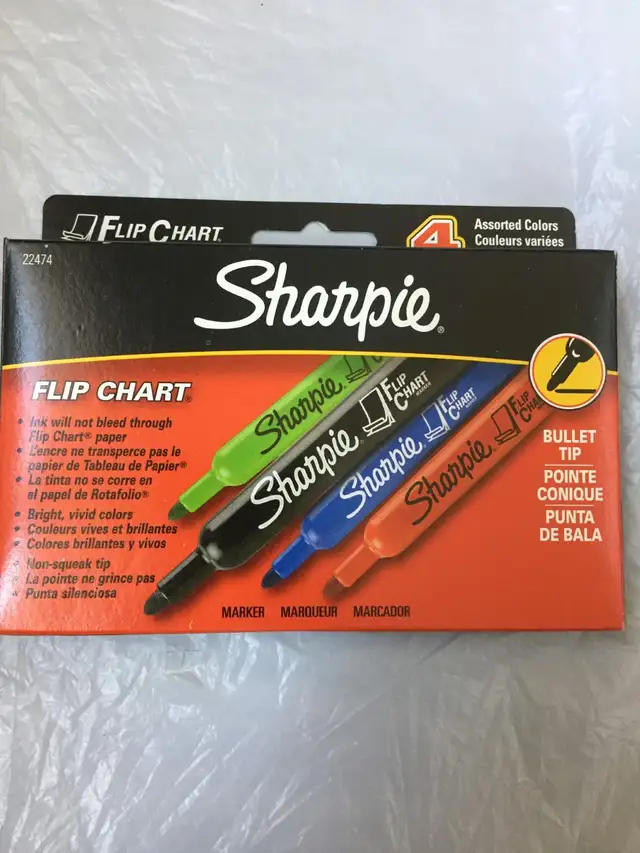 FLIP CHART®
4
Assorted Colors
Couleurs variées
22474
Sharpie®
FLIP CHART®
• Ink will not bleed through
Flip Chart® paper
• L'encre ne transperce pas le
papier de Tableau de Papier®
• La tinta no se corre en
el papel de Rotafolio®
• Bright, vivid colors
• Couleurs vives et brillantes
• Colores brillantes y vivos
• Non-squeak tip
• La pointe ne grince pas
• Punta silenciosa
Sharpie®
Sharpie®
FLIP CHART
MARKER
Sharpie®
FLIP CHART
Sharpie®
FLIP CHART
BULLET
TIP
POINTE
CONIQUE
PUNTA
DE BALA
MARKER MARQUEUR MARCADOR